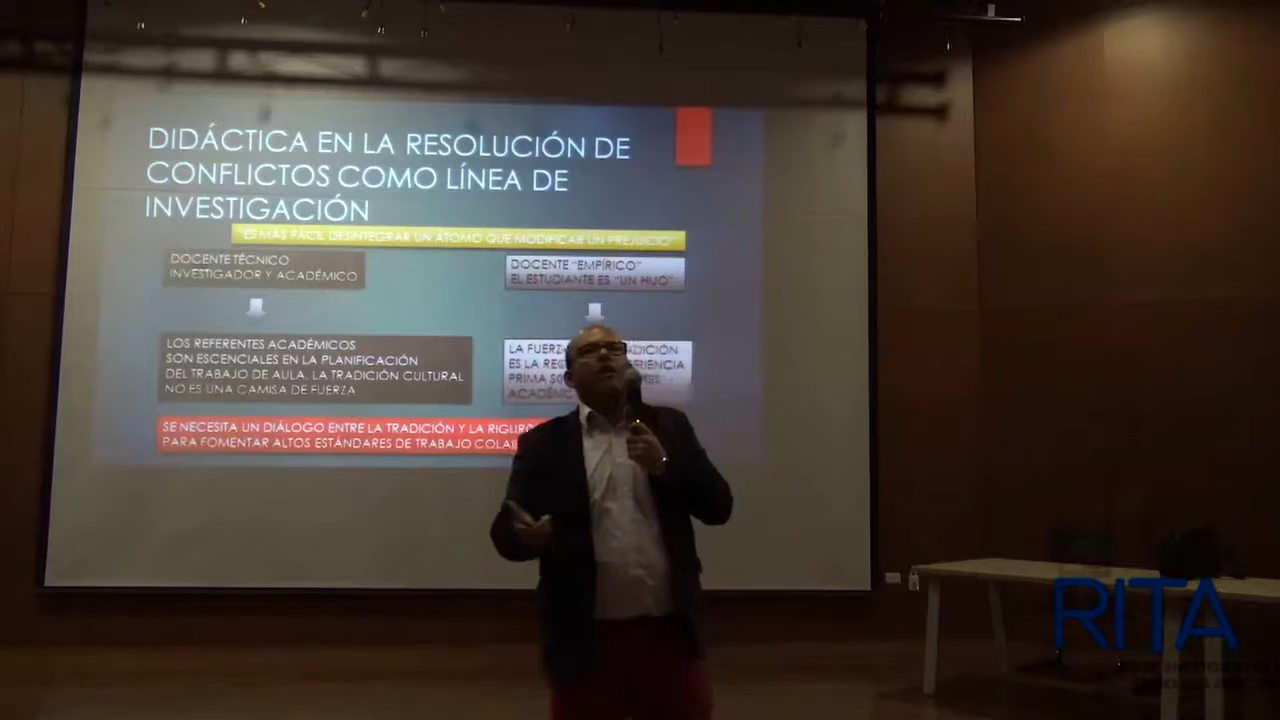 DIDÁCTICA EN LA RESOLUCIÓN DE
CONFLICTOS COMO LÍNEA DE
INVESTIGACIÓN
"ES MÁS FÁCIL DESINTEGRAR UN ÁTOMO QUE MODIFICAR UN PREJUICIO"
DOCENTE TÉCNICO
INVESTIGADOR Y ACADÉMICO
DOCENTE "EMPÍRICO"
EL ESTUDIANTE ES "UN HIJO"
LOS REFERENTES ACADÉMICOS
SON ESCENCIALES EN LA PLANIFICACIÓN
DEL TRABAJO DE AULA. LA TRADICIÓN CULTURAL
NO ES UNA CAMISA DE FUERZA
LA
ES LA
PRIMA
SE NECESITA UN DIÁLOGO ENTRE LA TRADICIÓN Y LA
PARA FOMENTAR ALTOS ESTÁNDARES DE TRABAJO
RITA